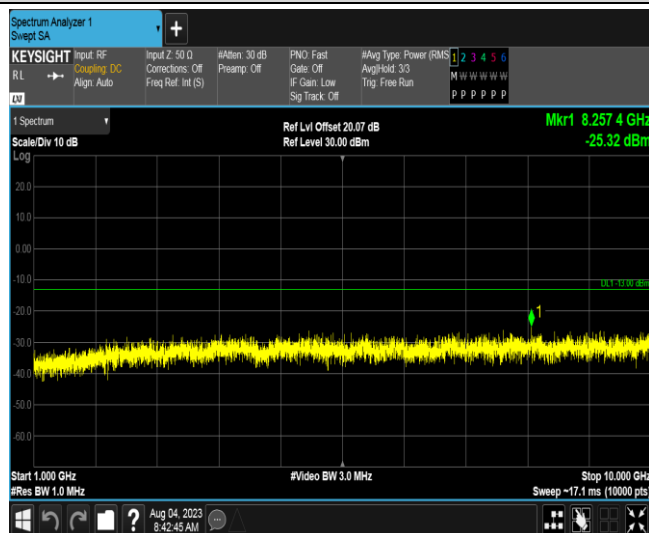 Spectrum Analyzer 1
Swept SA
+
KEYSIGHT
RL
LXI
Input: RF
Coupling: DC
Align: Auto
Input Z: 50 Ω
Corrections: Off
Freq Ref: Int (S)
#Atten: 30 dB
Preamp: Off
PNO: Fast
Gate: Off
IF Gain: Low
Sig Track: Off
#Avg Type: Power (RMS
Avg|Hold: 3/3
Trig: Free Run
1 2 3 4 5 6
M W W W W W
P P P P P P
1 Spectrum
Scale/Div 10 dB
Log
Ref Lvl Offset 20.07 dB
Ref Level 30.00 dBm
Mkr1 8.257 4 GHz
-25.32 dBm
20.0
10.0
0.00
-10.0
DL1 -13.00 dBm
1
-20.0
-30.0
-40.0
-50.0
-60.0
Start 1.000 GHz
#Res BW 1.0 MHz
#Video BW 3.0 MHz
Stop 10.000 GHz
Sweep ~17.1 ms (10000 pts)
?
Aug 04, 2023
8:42:45 AM